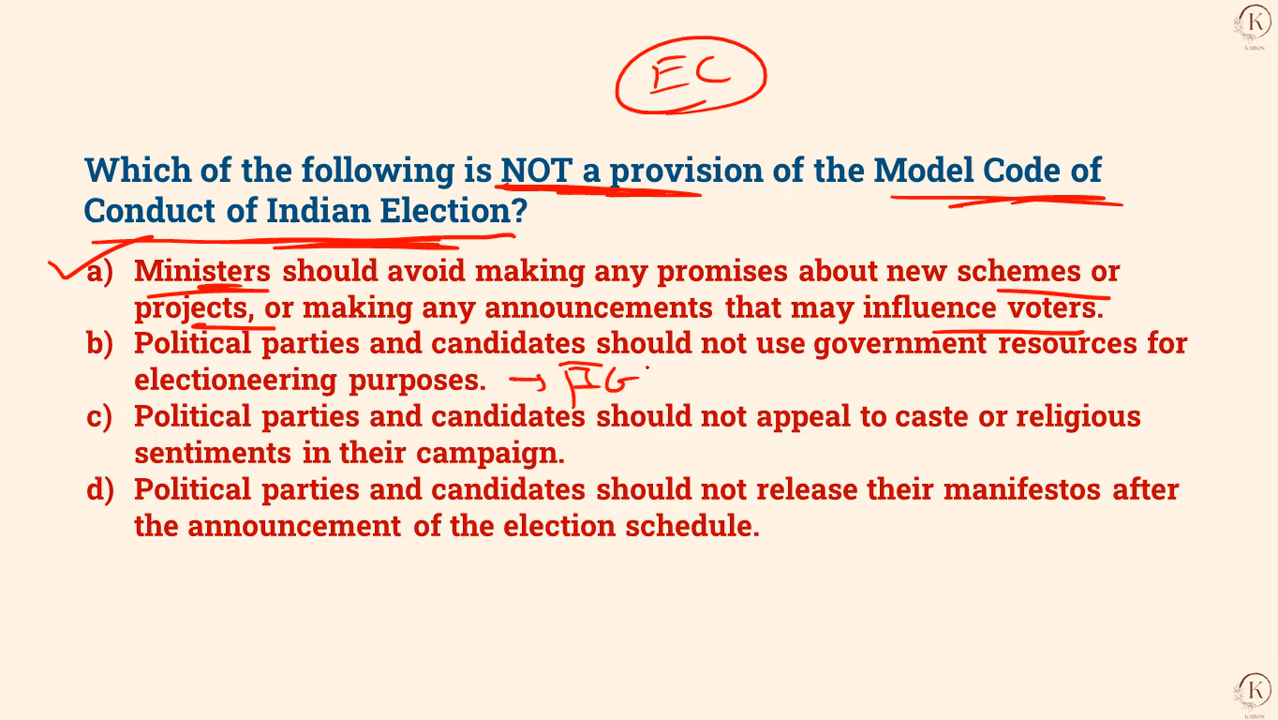 K
KAIROS
EC
Which of the following is NOT a provision of the Model Code of
Conduct of Indian Election?
a) Ministers should avoid making any promises about new schemes or
projects, or making any announcements that may influence voters.
b) Political parties and candidates should not use government resources for
electioneering purposes.
c) Political parties and candidates should not appeal to caste or religious
sentiments in their campaign.
d) Political parties and candidates should not release their manifestos after
the announcement of the election schedule.
K
KAIROS